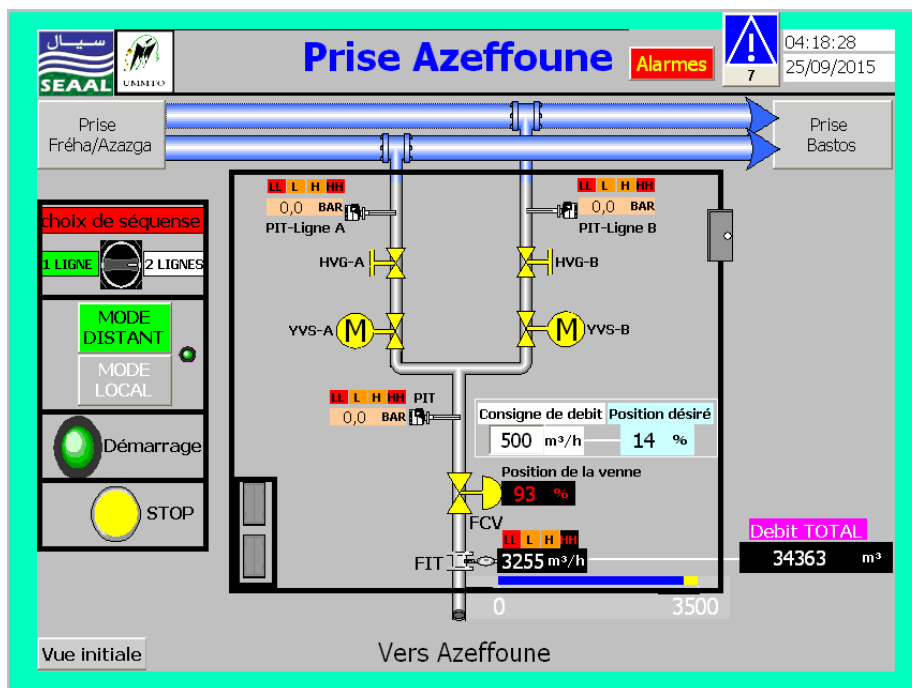 سيال
SEAAL
UMMTO
Prise Azeffoune
Alarmes
7
04:18:28
25/09/2015
Prise
Fréha/Azazga
Prise
Bastos
LL L H HH
0,0 BAR
PIT-Ligne A
LL L H HH
0,0 BAR
PIT-Ligne B
choix de séquense
1 LIGNE
2 LIGNES
HVG-A
HVG-B
MODE
DISTANT
MODE
LOCAL
YVS-A
M
M
YVS-B
LL L H HH PIT
0,0 BAR
Consigne de debit
Position désiré
500 m³/h
14 %
Démarrage
Position de la venne
93 %
STOP
FCV
LL L H HH
FIT
3255 m³/h
Debit TOTAL
34363 m³
0
3500
Vue initiale
Vers Azeffoune